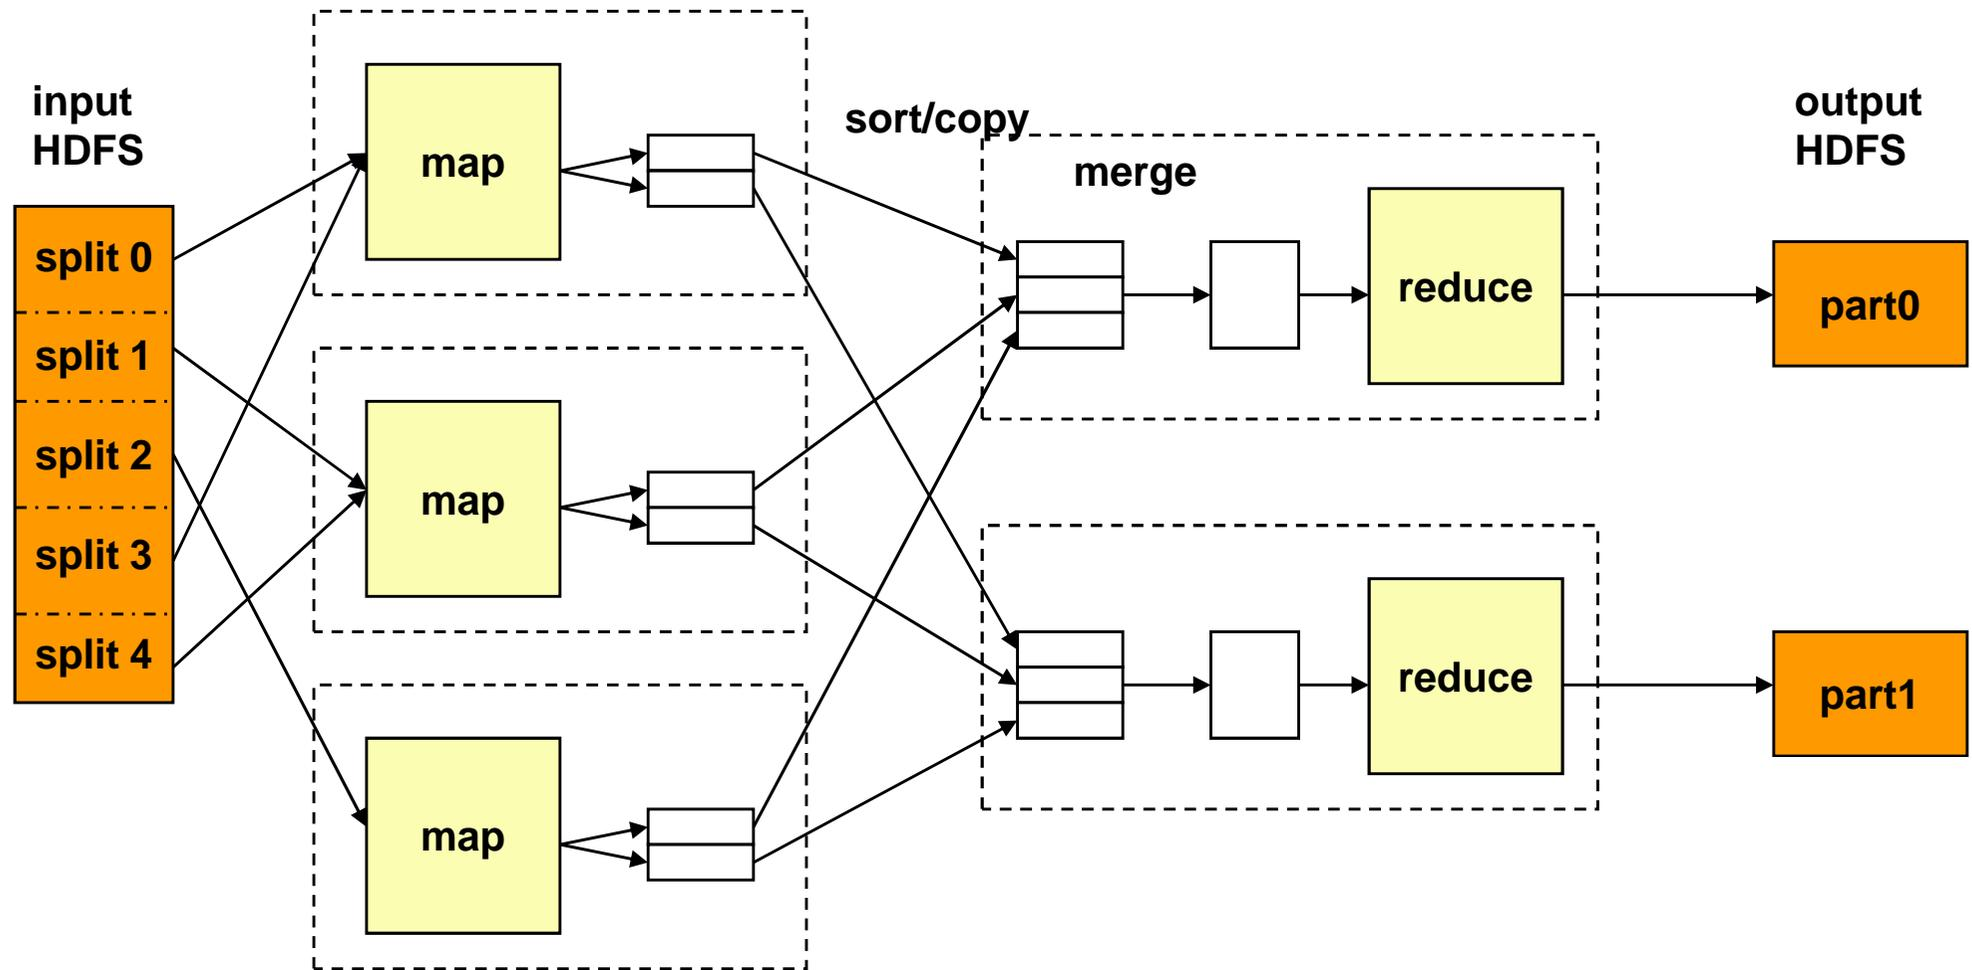 input
HDFS
split 0
split 1
split 2
split 3
split 4
map
map
map
sort/copy
merge
reduce
reduce
output
HDFS
part0
part1